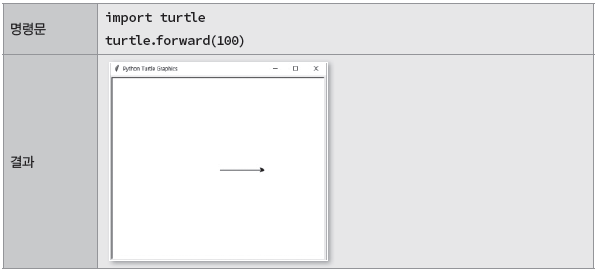 명령문
import turtle
turtle.forward(100)
결과
Python Turtle Graphics